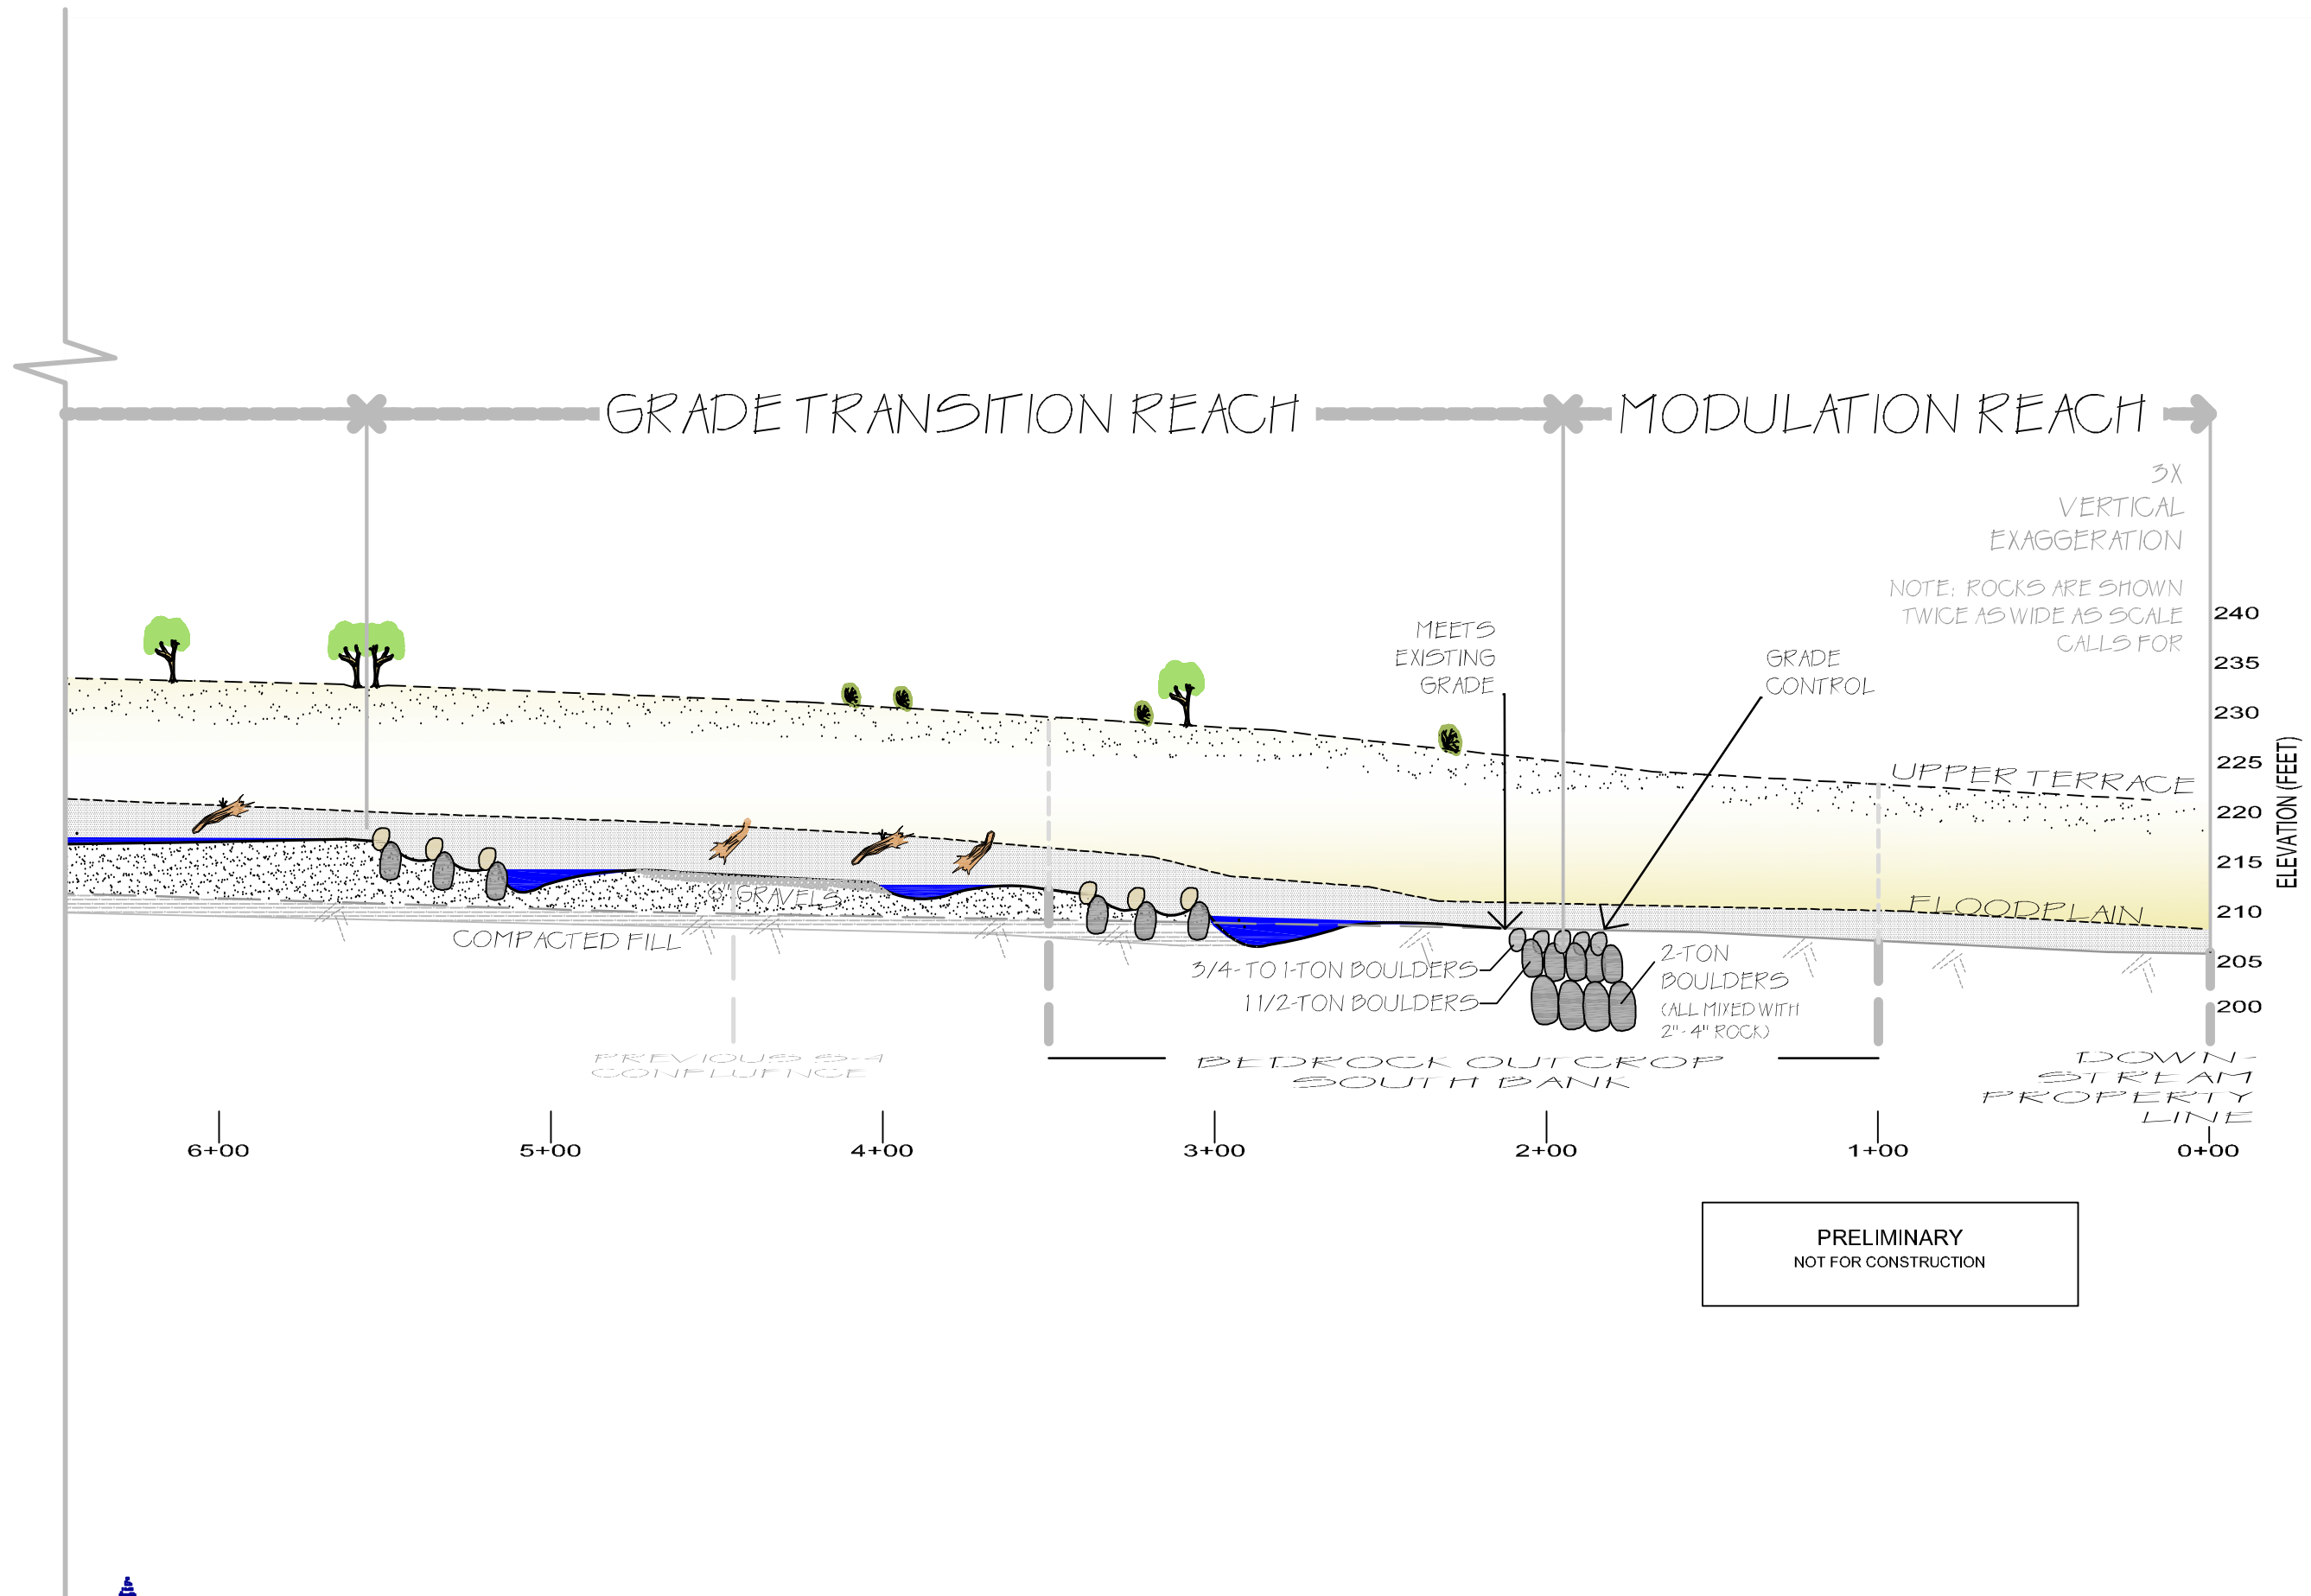 GRADE TRANSITION REACH
MODULATION REACH
3X
VERTICAL
EXAGGERATION
NOTE: ROCKS ARE SHOWN
TWICE AS WIDE AS SCALE
CALLS FOR
240
235
230
225
220
215
210
205
200
ELEVATION (FEET)
MEETS
EXISTING
GRADE
GRADE
CONTROL
UPPER TERRACE
FLOODPLAIN
6" GRAVELS
COMPACTED FILL
3/4- TO 1-TON BOULDERS
1 1/2-TON BOULDERS
2-TON
BOULDERS
(ALL MIXED WITH
2"- 4" ROCK)
PREVIOUS S-4
CONFLUENCE
BEDROCK OUTCROP
SOUTH BANK
DOWN-
STREAM
PROPERTY
LINE
6+00
5+00
4+00
3+00
2+00
1+00
0+00
PRELIMINARY
NOT FOR CONSTRUCTION